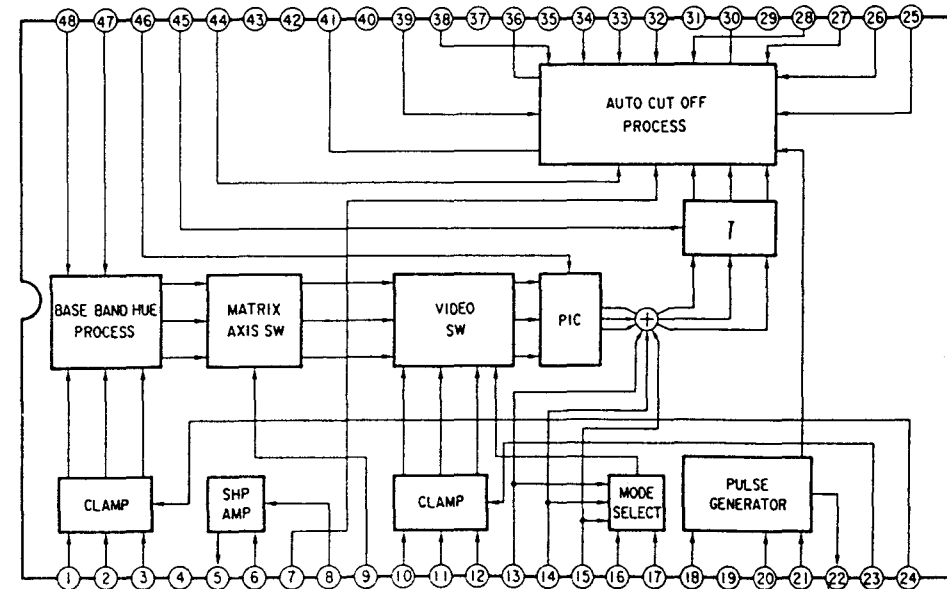 48 47 46 45 44 43 42 41 40 39 38 37 36 35 34 33 32 31 30 29 28 27 26 25
AUTO CUT OFF
PROCESS
γ
BASE BAND HUE
PROCESS
MATRIX
AXIS SW
VIDEO
SW
PIC
+
CLAMP
SHP
AMP
CLAMP
MODE
SELECT
PULSE
GENERATOR
1 2 3 4 5 6 7 8 9 10 11 12 13 14 15 16 17 18 19 20 21 22 23 24